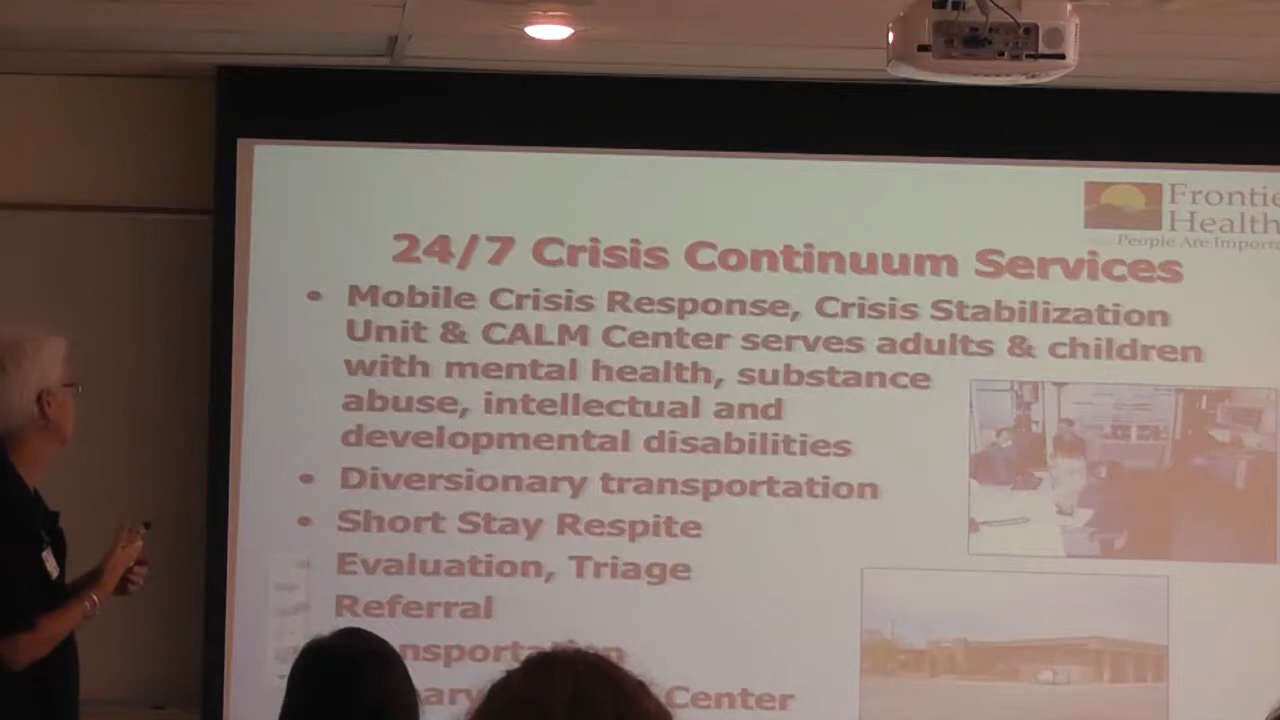 Frontie
Health
People Are Importa
24/7 Crisis Continuum Services
• Mobile Crisis Response, Crisis Stabilization
Unit & CALM Center serves adults & children
with mental health, substance
abuse, intellectual and
developmental disabilities
• Diversionary transportation
• Short Stay Respite
Evaluation, Triage
Referral
Center